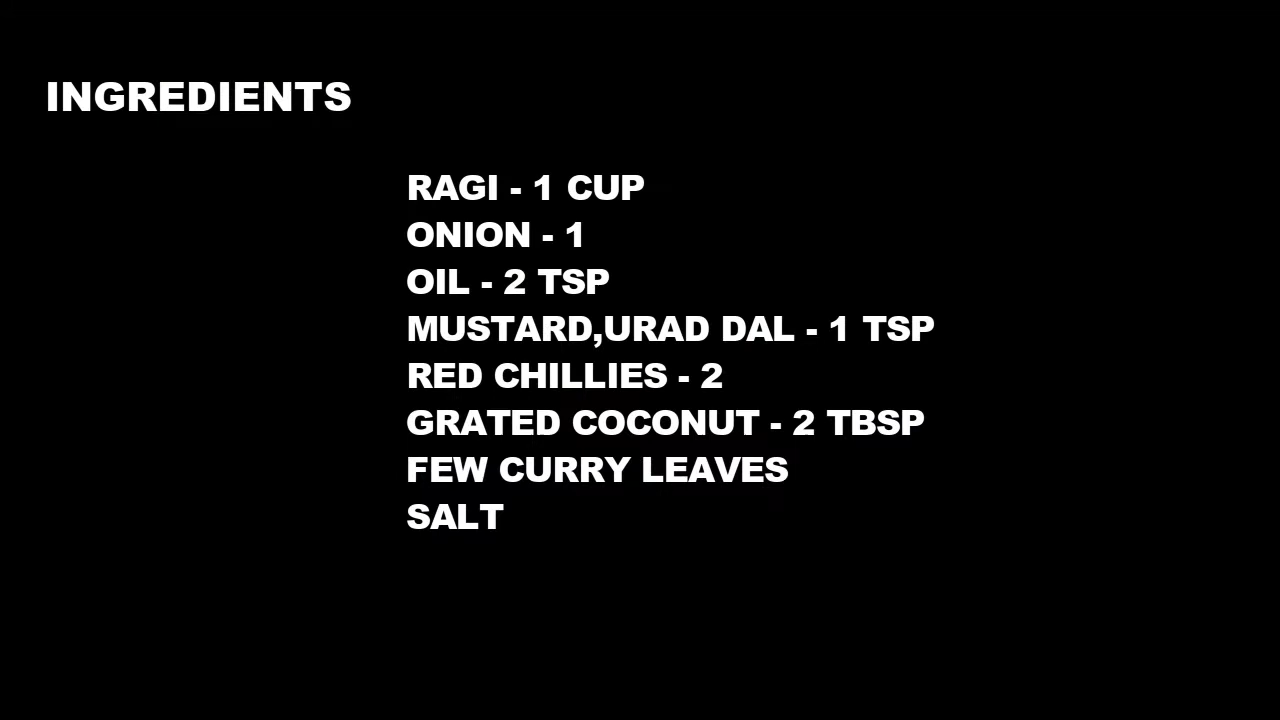 INGREDIENTS
RAGI - 1 CUP
ONION - 1
OIL - 2 TSP
MUSTARD,URAD DAL - 1 TSP
RED CHILLIES - 2
GRATED COCONUT - 2 TBSP
FEW CURRY LEAVES
SALT